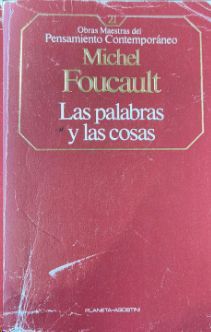 21
Obras Maestras del
Pensamiento Contemporáneo
Michel
Foucault
Las palabras
y las cosas
PLANETA-AGOSTINI